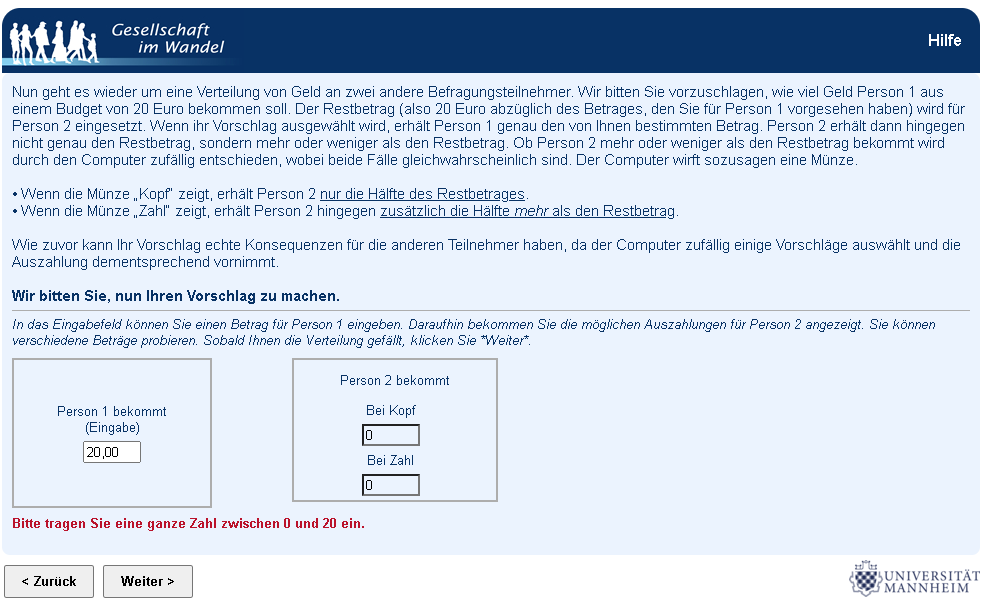 Gesellschaft
im Wandel
Hilfe
Nun geht es wieder um eine Verteilung von Geld an zwei andere Befragungsteilnehmer. Wir bitten Sie vorzuschlagen, wie viel Geld Person 1 aus
einem Budget von 20 Euro bekommen soll. Der Restbetrag (also 20 Euro abzüglich des Betrages, den Sie für Person 1 vorgesehen haben) wird für
Person 2 eingesetzt. Wenn ihr Vorschlag ausgewählt wird, erhält Person 1 genau den von Ihnen bestimmten Betrag. Person 2 erhält dann hingegen
nicht genau den Restbetrag, sondern mehr oder weniger als den Restbetrag. Ob Person 2 mehr oder weniger als den Restbetrag bekommt wird
durch den Computer zufällig entschieden, wobei beide Fälle gleichwahrscheinlich sind. Der Computer wirft sozusagen eine Münze.
• Wenn die Münze „Kopf“ zeigt, erhält Person 2 nur die Hälfte des Restbetrages.
• Wenn die Münze „Zahl“ zeigt, erhält Person 2 hingegen zusätzlich die Hälfte mehr als den Restbetrag.
Wie zuvor kann Ihr Vorschlag echte Konsequenzen für die anderen Teilnehmer haben, da der Computer zufällig einige Vorschläge auswählt und die
Auszahlung dementsprechend vornimmt.
Wir bitten Sie, nun Ihren Vorschlag zu machen.
In das Eingabefeld können Sie einen Betrag für Person 1 eingeben. Daraufhin bekommen Sie die möglichen Auszahlungen für Person 2 angezeigt. Sie können
verschiedene Beträge probieren. Sobald Ihnen die Verteilung gefällt, klicken Sie "Weiter".
Person 1 bekommt
(Eingabe)
20,00
Person 2 bekommt
Bei Kopf
0
Bei Zahl
0
Bitte tragen Sie eine ganze Zahl zwischen 0 und 20 ein.
< Zurück
Weiter >
UNIVERSITÄT
MANNHEIM